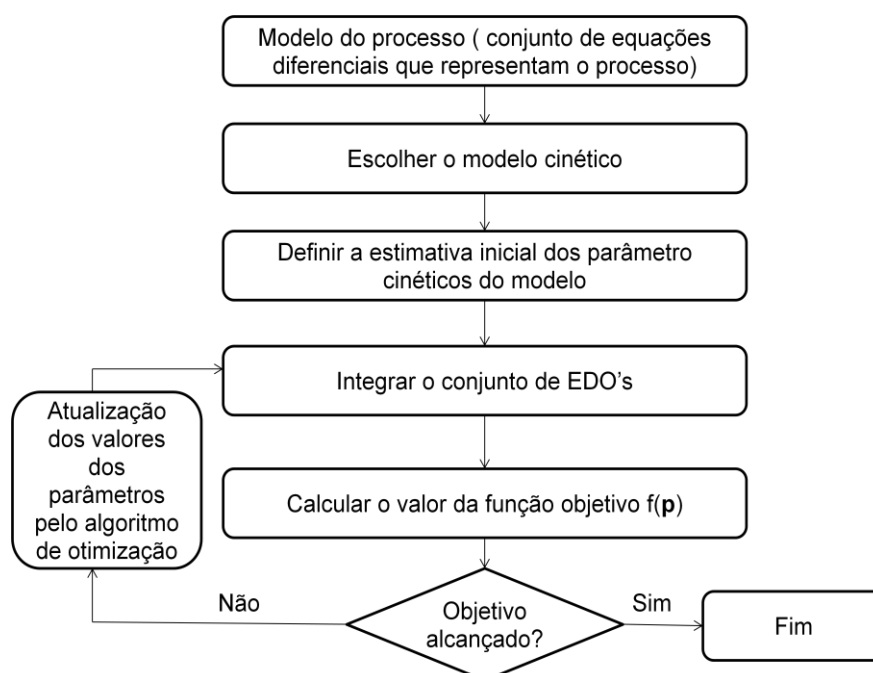 Modelo do processo ( conjunto de equações
diferenciais que representam o processo)
Escolher o modelo cinético
Definir a estimativa inicial dos parâmetro
cinéticos do modelo
Integrar o conjunto de EDO's
Atualização
dos valores
dos
parâmetros
pelo algoritmo
de otimização
Calcular o valor da função objetivo f(p)
Não
Objetivo
alcançado?
Sim
Fim